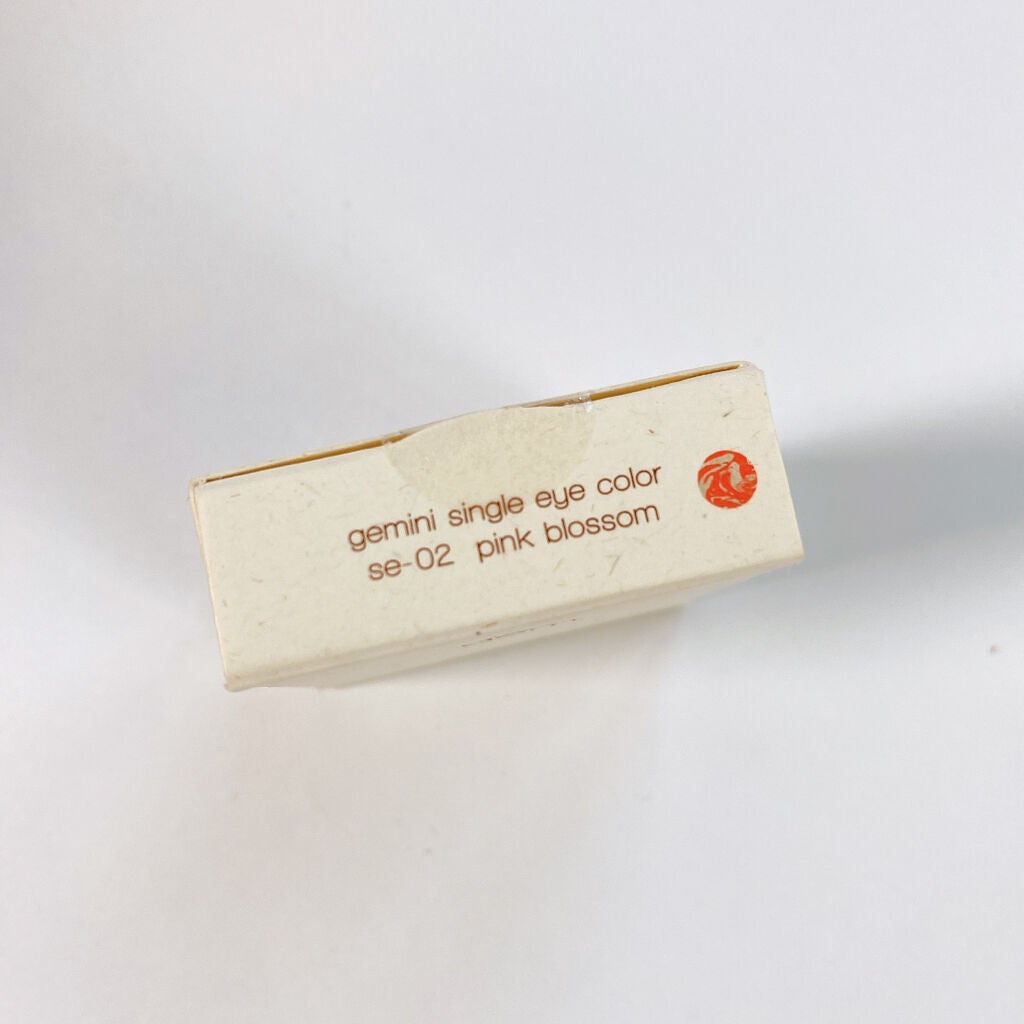 gemini single eye color
se-02 pink blossom